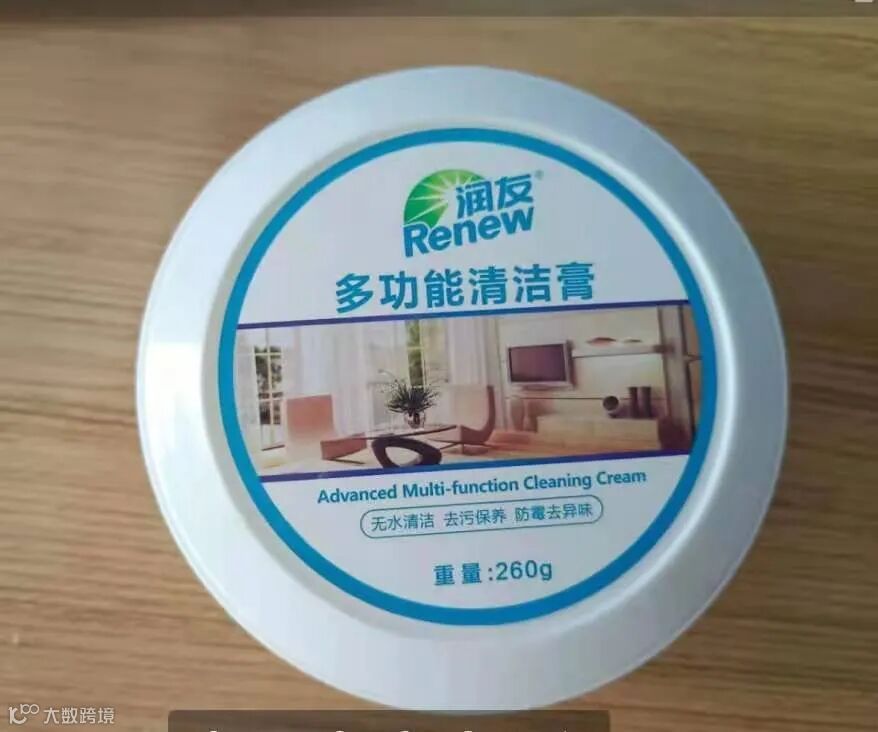 润友®
Renew
多功能清洁膏
Advanced Multi-function Cleaning Cream
无水清洁 去污保养 防霉去异味
重量:260g
大数跨境